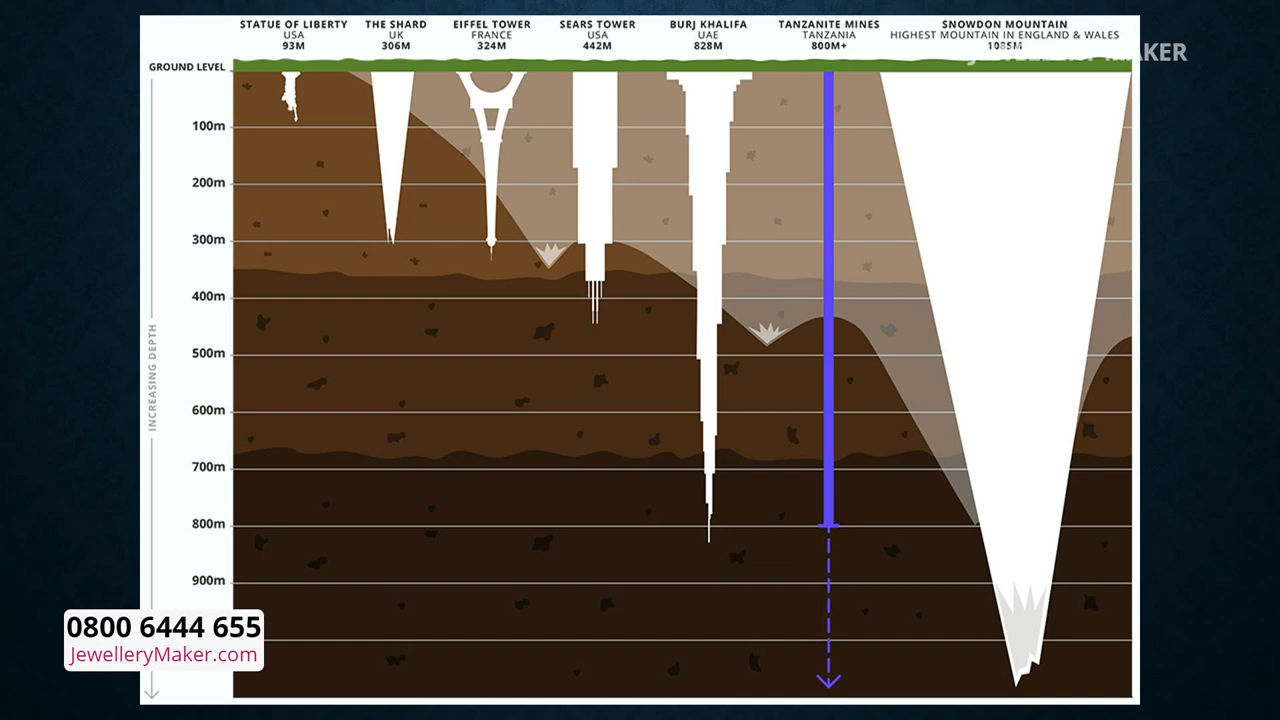 STATUE OF LIBERTY
USA
93M
THE SHARD
UK
306M
EIFFEL TOWER
FRANCE
324M
SEARS TOWER
USA
442M
BURJ KHALIFA
UAE
828M
TANZANITE MINES
TANZANIA
800M+
SNOWDON MOUNTAIN
HIGHEST MOUNTAIN IN ENGLAND & WALES
1085M
GROUND LEVEL
100m
200m
300m
400m
500m
600m
700m
800m
900m
INCREASING DEPTH
0800 6444 655
JewelleryMaker.com